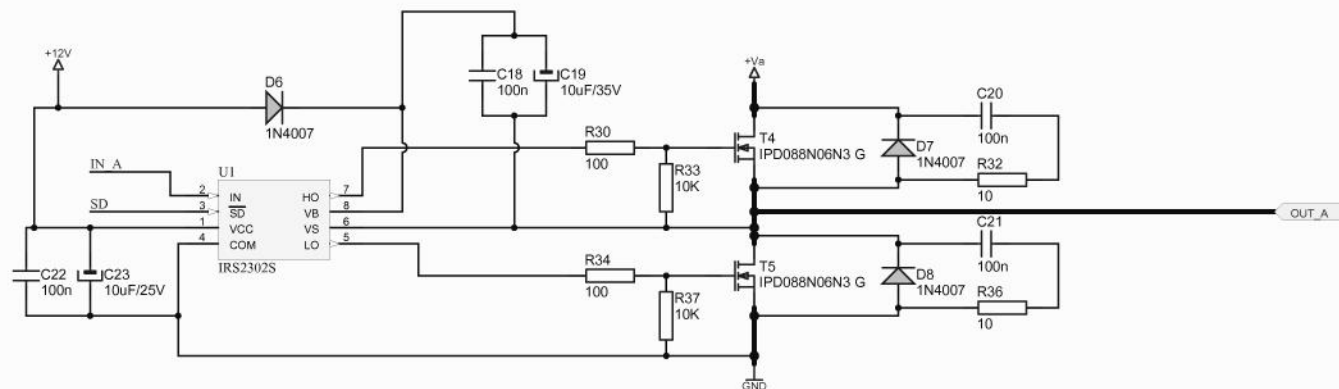 +12V
D6
1N4007
C18
100n
C19
10uF/35V
+Va
C20
100n
R30
100
T4
IPD088N06N3 G
D7
1N4007
R33
10K
R32
10
IN_A
SD
U1
2 IN HO 7
3 SD VB 8
1 VCC VS 6
4 COM LO 5
IRS2302S
OUT_A
C22
100n
C23
10uF/25V
R34
100
T5
IPD088N06N3 G
D8
1N4007
C21
100n
R37
10K
R36
10
GND